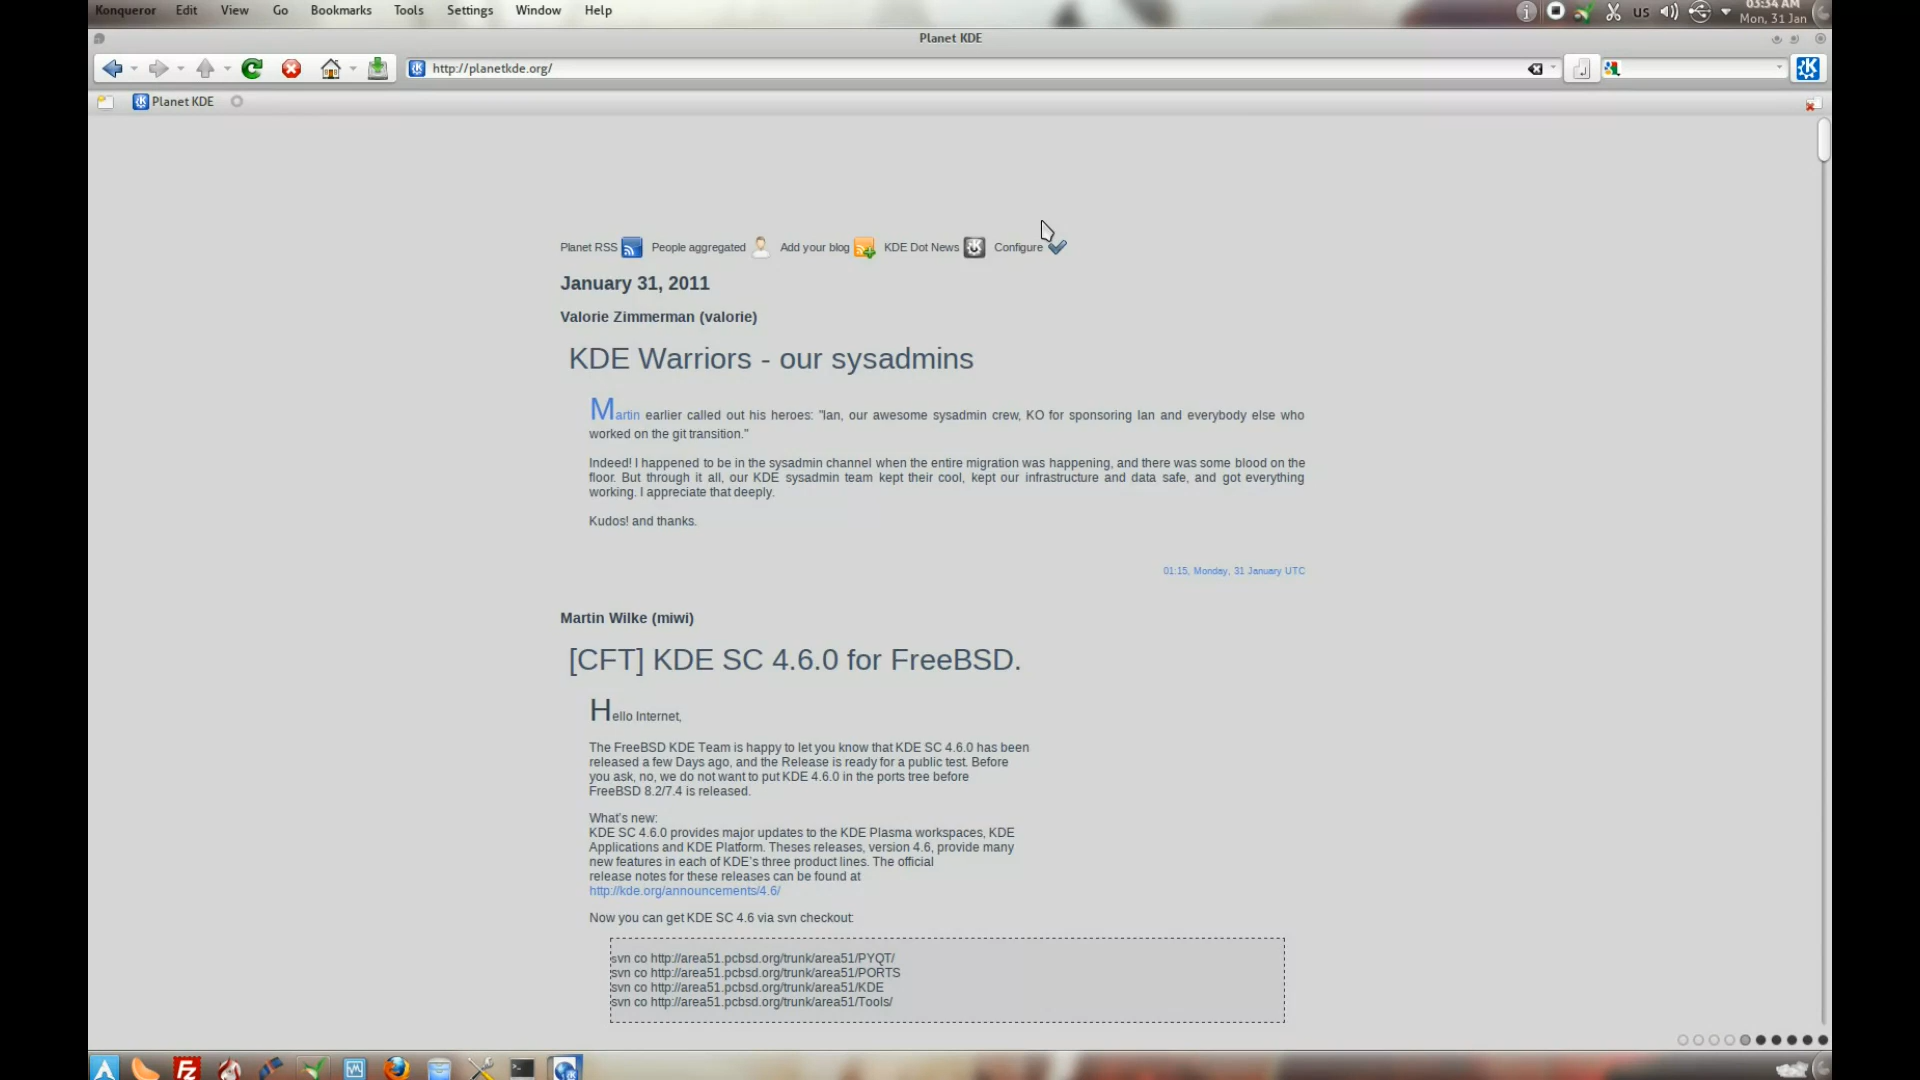 Konqueror Edit View Go Bookmarks Tools Settings Window Help
us
03:34 AM
Mon, 31 Jan
Planet KDE
http://planetkde.org/
Planet KDE
Planet RSS People aggregated Add your blog KDE Dot News Configure
January 31, 2011
Valorie Zimmerman (valorie)
KDE Warriors - our sysadmins
Martin earlier called out his heroes: "Ian, our awesome sysadmin crew, KO for sponsoring Ian and everybody else who
worked on the git transition."
Indeed! I happened to be in the sysadmin channel when the entire migration was happening, and there was some blood on the
floor. But through it all, our KDE sysadmin team kept their cool, kept our infrastructure and data safe, and got everything
working. I appreciate that deeply.
Kudos! and thanks.
01:15, Monday, 31 January UTC
Martin Wilke (miwi)
[CFT] KDE SC 4.6.0 for FreeBSD.
Hello Internet,
The FreeBSD KDE Team is happy to let you know that KDE SC 4.6.0 has been
released a few Days ago, and the Release is ready for a public test. Before
you ask, no, we do not want to put KDE 4.6.0 in the ports tree before
FreeBSD 8.2/7.4 is released.
What's new:
KDE SC 4.6.0 provides major updates to the KDE Plasma workspaces, KDE
Applications and KDE Platform. Theses releases, version 4.6, provide many
new features in each of KDE's three product lines. The official
release notes for these releases can be found at
http://kde.org/announcements/4.6/
Now you can get KDE SC 4.6 via svn checkout:
svn co http://area51.pcbsd.org/trunk/area51/PYQT/
svn co http://area51.pcbsd.org/trunk/area51/PORTS
svn co http://area51.pcbsd.org/trunk/area51/KDE
svn co http://area51.pcbsd.org/trunk/area51/Tools/